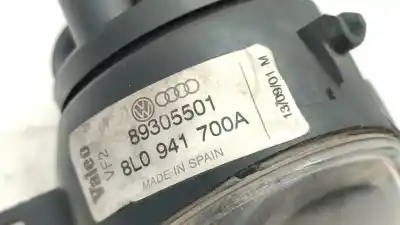 Valeo
VF2
89305501
8L0 941 700A
MADE IN SPAIN
13/09/01 M